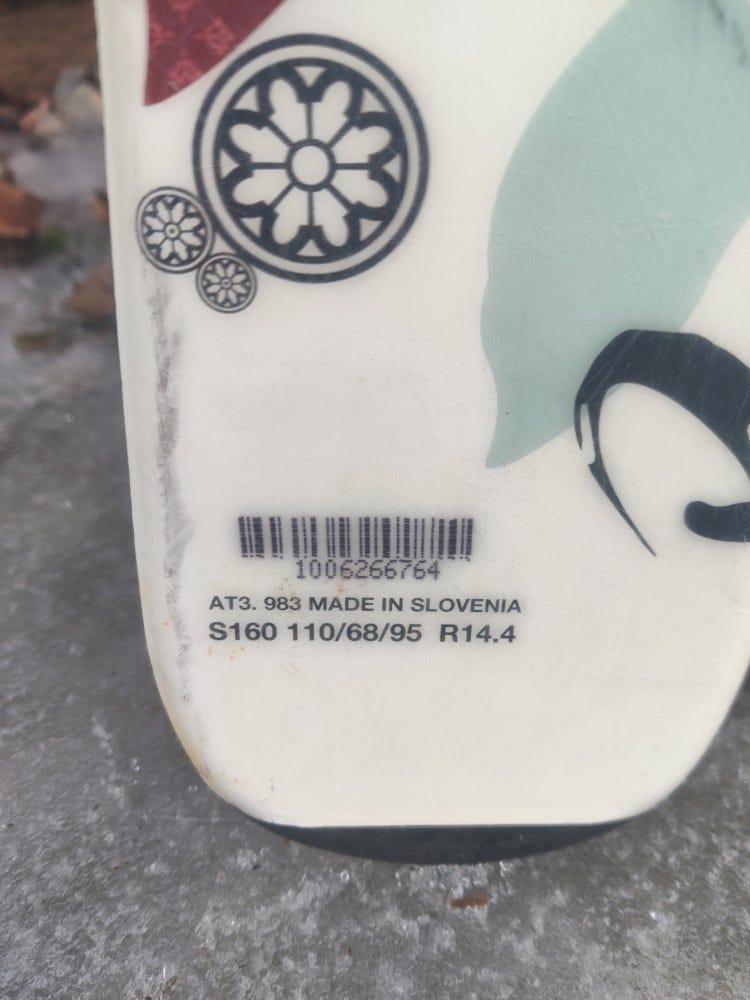 1006266764
AT3. 983 MADE IN SLOVENIA
S160 110/68/95 R14.4